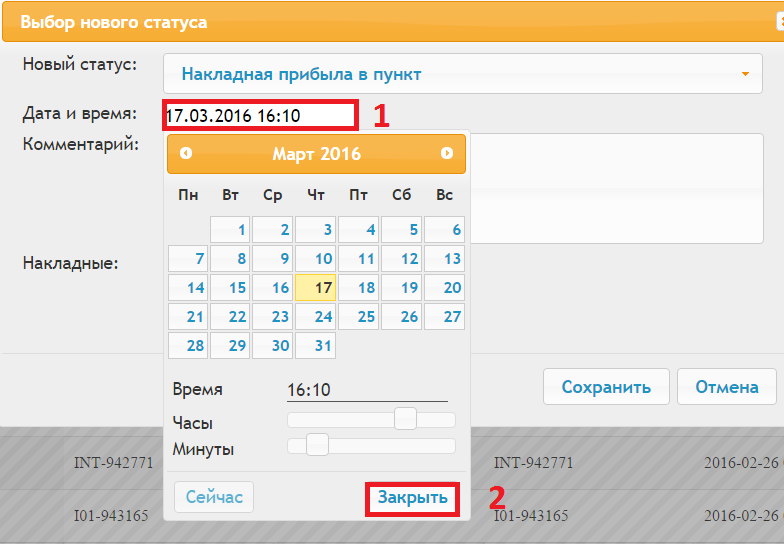 Выбор нового статуса
Новый статус:
Накладная прибыла в пункт
Дата и время:
17.03.2016 16:10
1
Комментарий:
Март 2016
Пн Вт Ср Чт Пт Сб Вс
1 2 3 4 5 6
7 8 9 10 11 12 13
14 15 16 17 18 19 20
21 22 23 24 25 26 27
28 29 30 31
Накладные:
Время 16:10
Часы
Минуты
Сейчас
Закрыть
2
Сохранить
Отмена
INT-942771 INT-942771 2016-02-26
I01-943165 I01-943165 2016-02-26